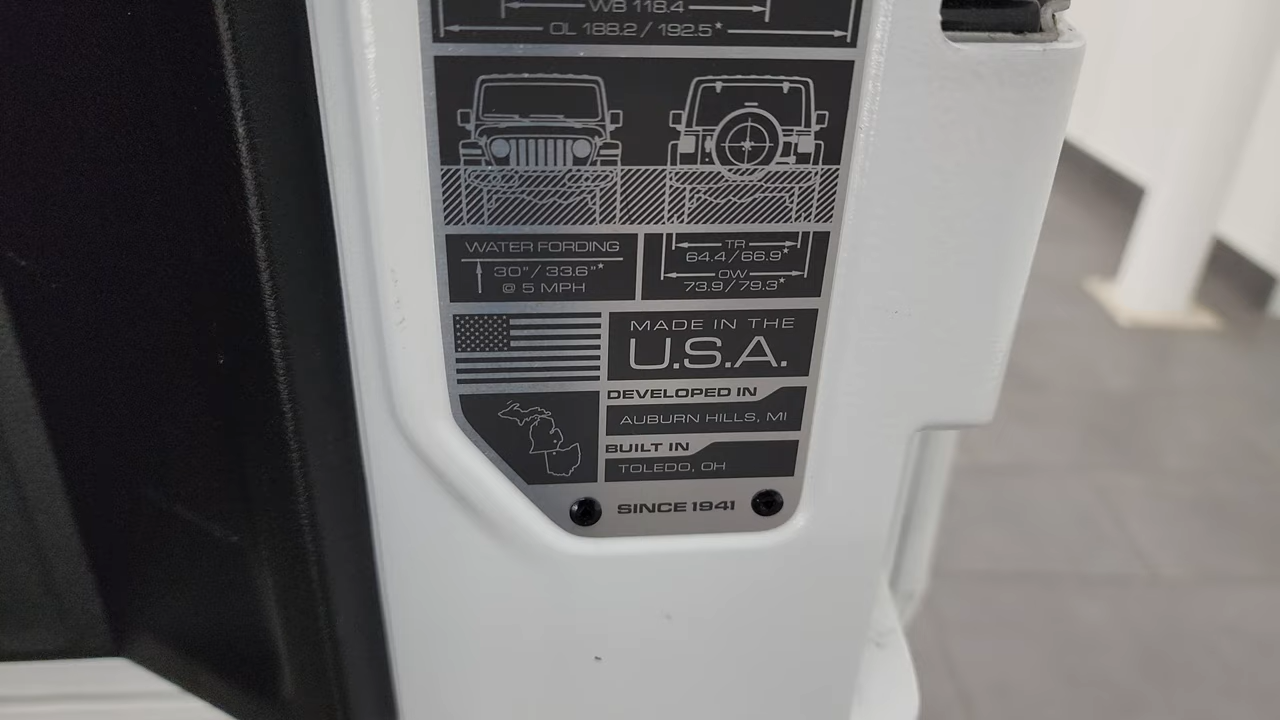 WB 118.4
OL 188.2 / 192.5*
WATER FORDING
30" / 33.6"*
@ 5 MPH
TR
64.4 / 66.9*
OW
73.9 / 79.3*
MADE IN THE
U.S.A.
DEVELOPED IN
AUBURN HILLS, MI
BUILT IN
TOLEDO, OH
SINCE 1941